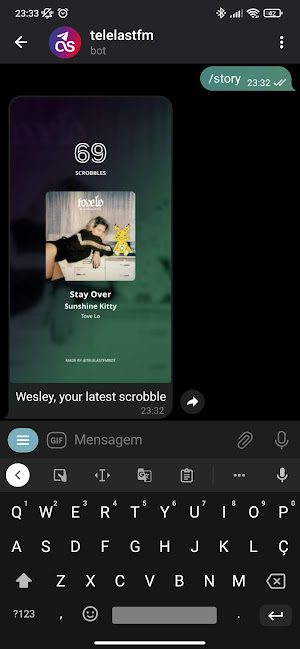 23:33
42
telelastfm
bot
/story
23:32
69
SCROBBLES
tove lo
Stay Over
Sunshine Kitty
Tove Lo
MADE BY @TELELASTFMBOT
Wesley, your latest scrobble
23:32
GIF Mensagem
1 2 3 4 5 6 7 8 9 0
Q W E R T Y U I O P
A S D F G H J K L Ç
Z X C V B N M
?123 , .